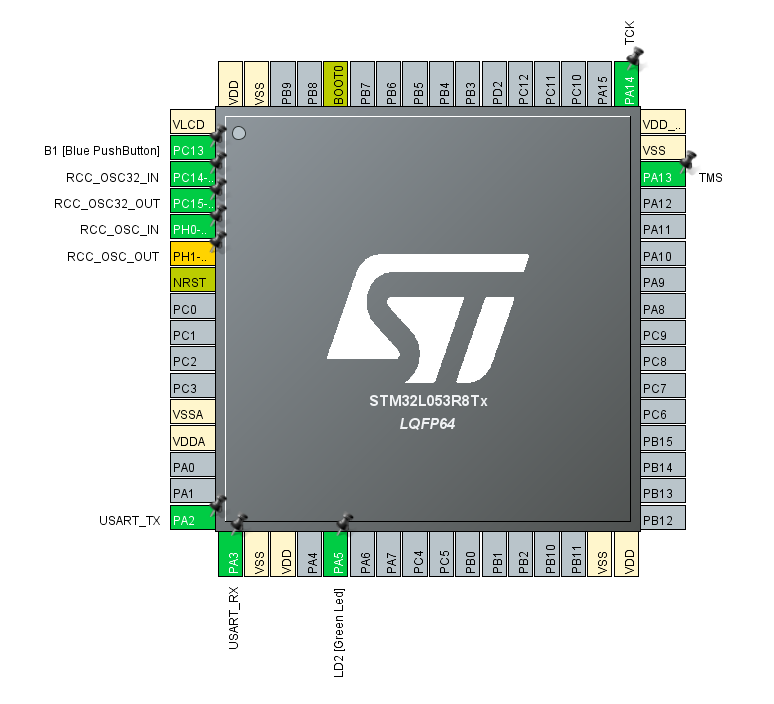 TCK
VDD
VSS
PB9
PB8
BOOT0
PB7
PB6
PB5
PB4
PB3
PD2
PC12
PC11
PC10
PA15
PA14
VLCD
B1 [Blue PushButton] PC13
RCC_OSC32_IN PC14-..
RCC_OSC32_OUT PC15-..
RCC_OSC_IN PH0-..
RCC_OSC_OUT PH1-..
NRST
PC0
PC1
PC2
PC3
VSSA
VDDA
PA0
PA1
USART_TX PA2
ST
STM32L053R8Tx
LQFP64
VDD_..
VSS
PA13 TMS
PA12
PA11
PA10
PA9
PA8
PC9
PC8
PC7
PC6
PB15
PB14
PB13
PB12
PA3
VSS
VDD
PA4
PA5
PA6
PA7
PC4
PC5
PB0
PB1
PB2
PB10
PB11
VSS
VDD
USART_RX
LD2 [Green Led]